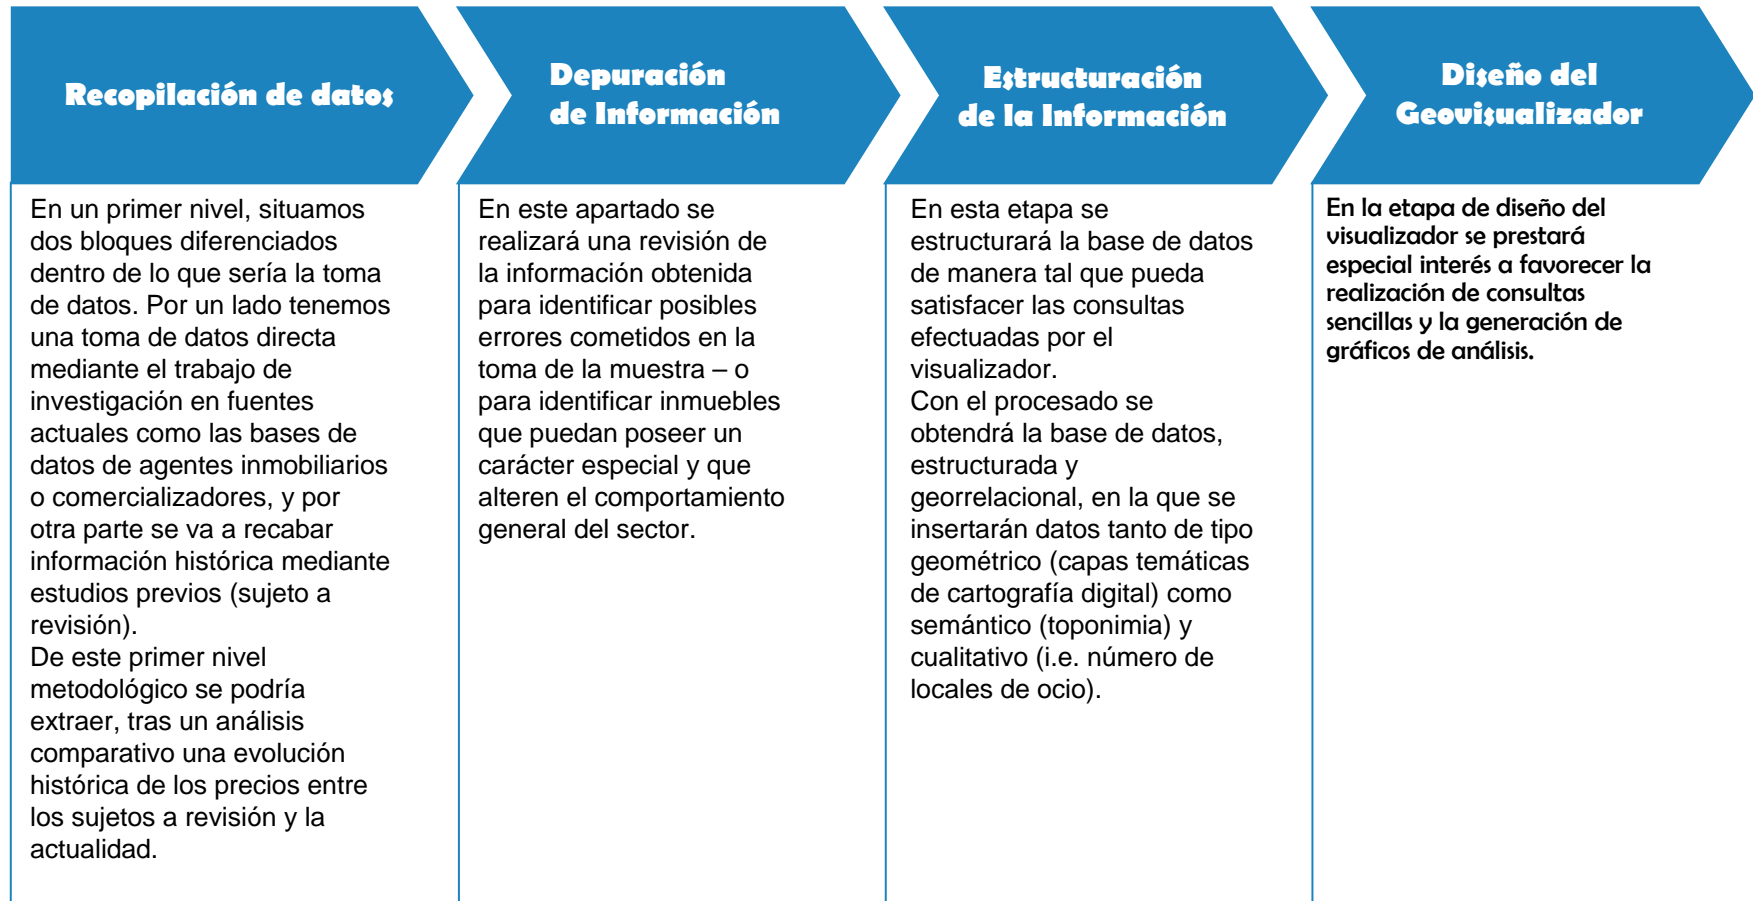 Recopilación de datos
En un primer nivel, situamos
dos bloques diferenciados
dentro de lo que sería la toma
de datos. Por un lado tenemos
una toma de datos directa
mediante el trabajo de
investigación en fuentes
actuales como las bases de
datos de agentes inmobiliarios
o comercializadores, y por
otra parte se va a recabar
información histórica mediante
estudios previos (sujeto a
revisión).
De este primer nivel
metodológico se podría
extraer, tras un análisis
comparativo una evolución
histórica de los precios entre
los sujetos a revisión y la
actualidad.
Depuración
de Información
En este apartado se
realizará una revisión de
la información obtenida
para identificar posibles
errores cometidos en la
toma de la muestra – o
para identificar inmuebles
que puedan poseer un
carácter especial y que
alteren el comportamiento
general del sector.
Estructuración
de la Información
En esta etapa se
estructurará la base de datos
de manera tal que pueda
satisfacer las consultas
efectuadas por el
visualizador.
Con el procesado se
obtendrá la base de datos,
estructurada y
georrelacional, en la que se
insertarán datos tanto de tipo
geométrico (capas temáticas
de cartografía digital) como
semántico (toponimia) y
cualitativo (i.e. número de
locales de ocio).
Diseño del
Geovisualizador
En la etapa de diseño del
visualizador se prestará
especial interés a favorecer la
realización de consultas
sencillas y la generación de
gráficos de análisis.